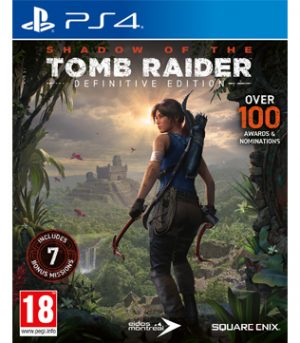 PS4
SHADOW OF THE
TOMB RAIDER
DEFINITIVE EDITION
OVER
100
AWARDS &
NOMINATIONS
INCLUDES
7
BONUS MISSIONS
18
www.pegi.info
eidos
montréal
SQUARE ENIX